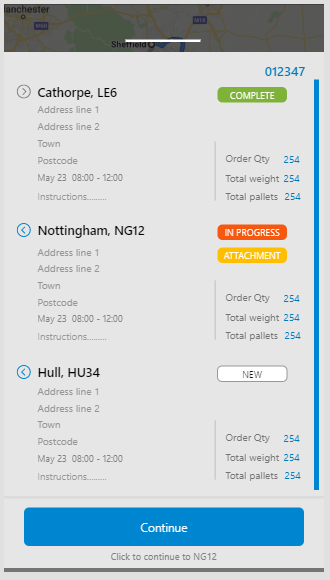 anchester
M18
Sheffield
012347
Cathorpe, LE6
COMPLETE
Address line 1
Address line 2
Town
Postcode
May 23 08:00 - 12:00
Instructions.........
Order Qty 254
Total weight 254
Total pallets 254
Nottingham, NG12
IN PROGRESS
ATTACHMENT
Address line 1
Address line 2
Town
Postcode
May 23 08:00 - 12:00
Instructions.........
Order Qty 254
Total weight 254
Total pallets 254
Hull, HU34
NEW
Address line 1
Address line 2
Town
Postcode
May 23 08:00 - 12:00
Instructions.........
Order Qty 254
Total weight 254
Total pallets 254
Continue
Click to continue to NG12